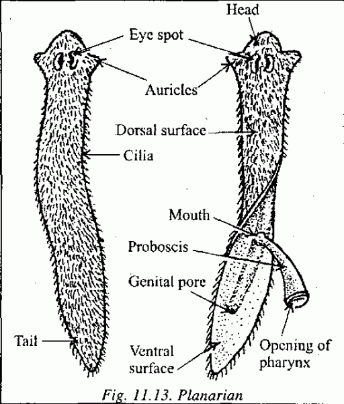 Head
Eye spot
Auricles
Dorsal surface
Cilia
Mouth
Proboscis
Genital pore
Tail
Ventral
surface
Opening of
pharynx
Fig. 11.13. Planarian